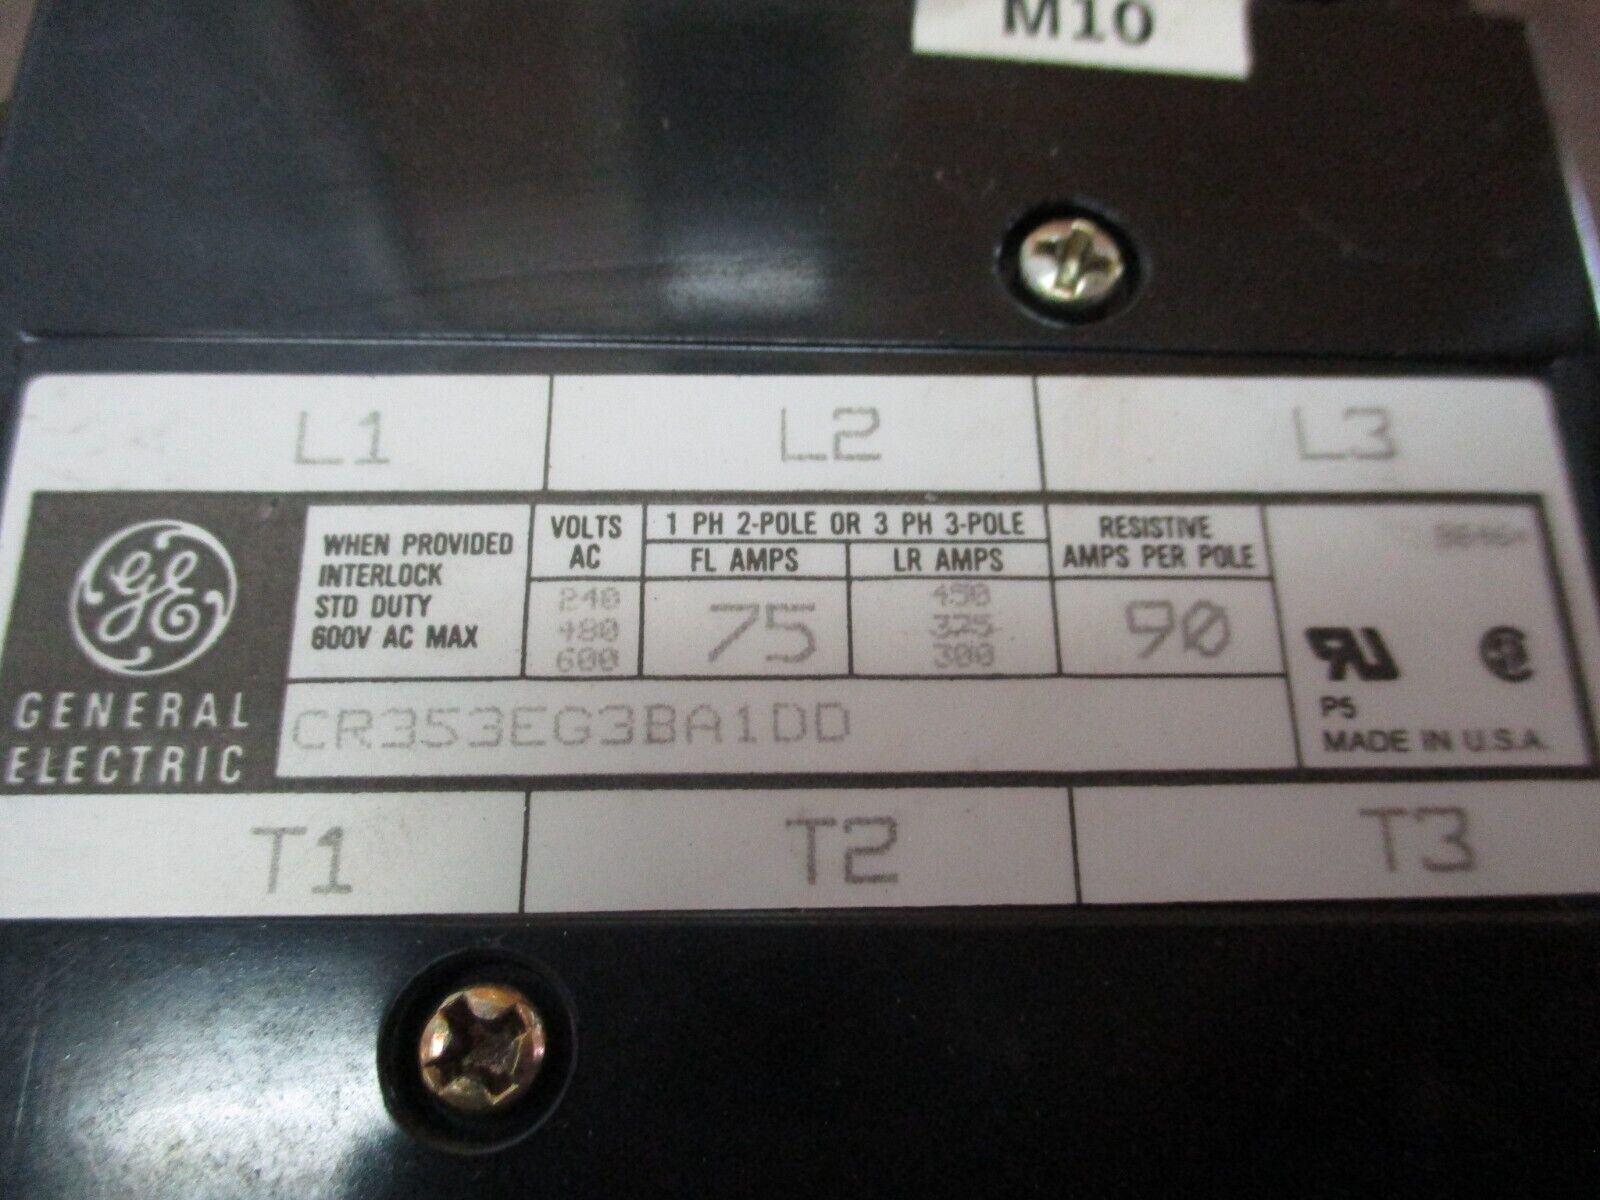 M10
L1 L2 L3
WHEN PROVIDED
INTERLOCK
STD DUTY
600V AC MAX
VOLTS
AC
240
480
600
1 PH 2-POLE OR 3 PH 3-POLE
FL AMPS
75
LR AMPS
450
375
300
RESISTIVE
AMPS PER POLE
90
GE
GENERAL
ELECTRIC
CR353EG3BA1DD
P5
MADE IN U.S.A.
T1 T2 T3